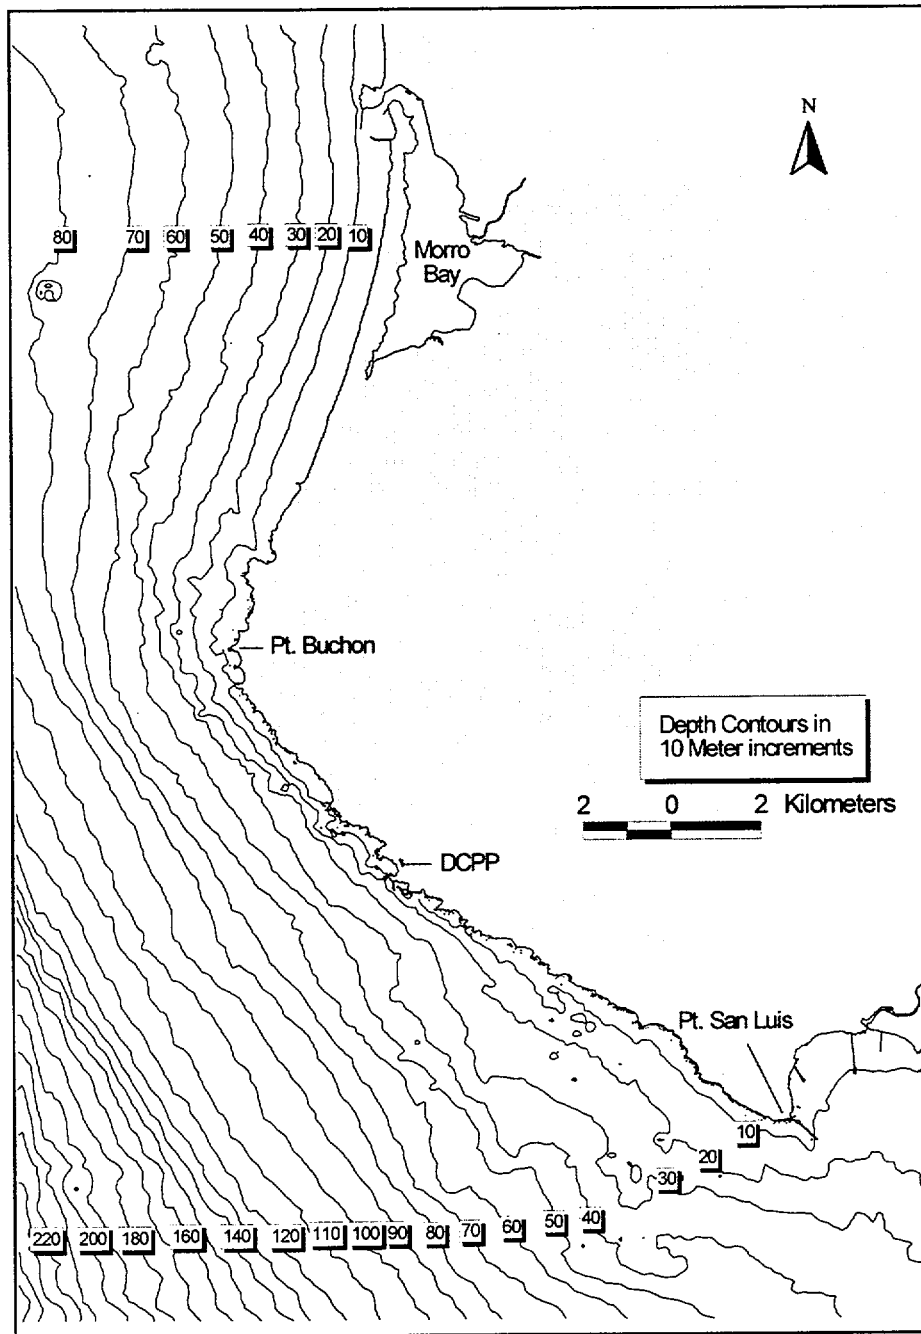 N
80 70 60 50 40 30 20 10
Morro
Bay
Pt. Buchon
Depth Contours in
10 Meter increments
2 0 2 Kilometers
DCPP
Pt. San Luis
10
20
30
220 200 180 160 140 120 110 100 90 80 70 60 50 40